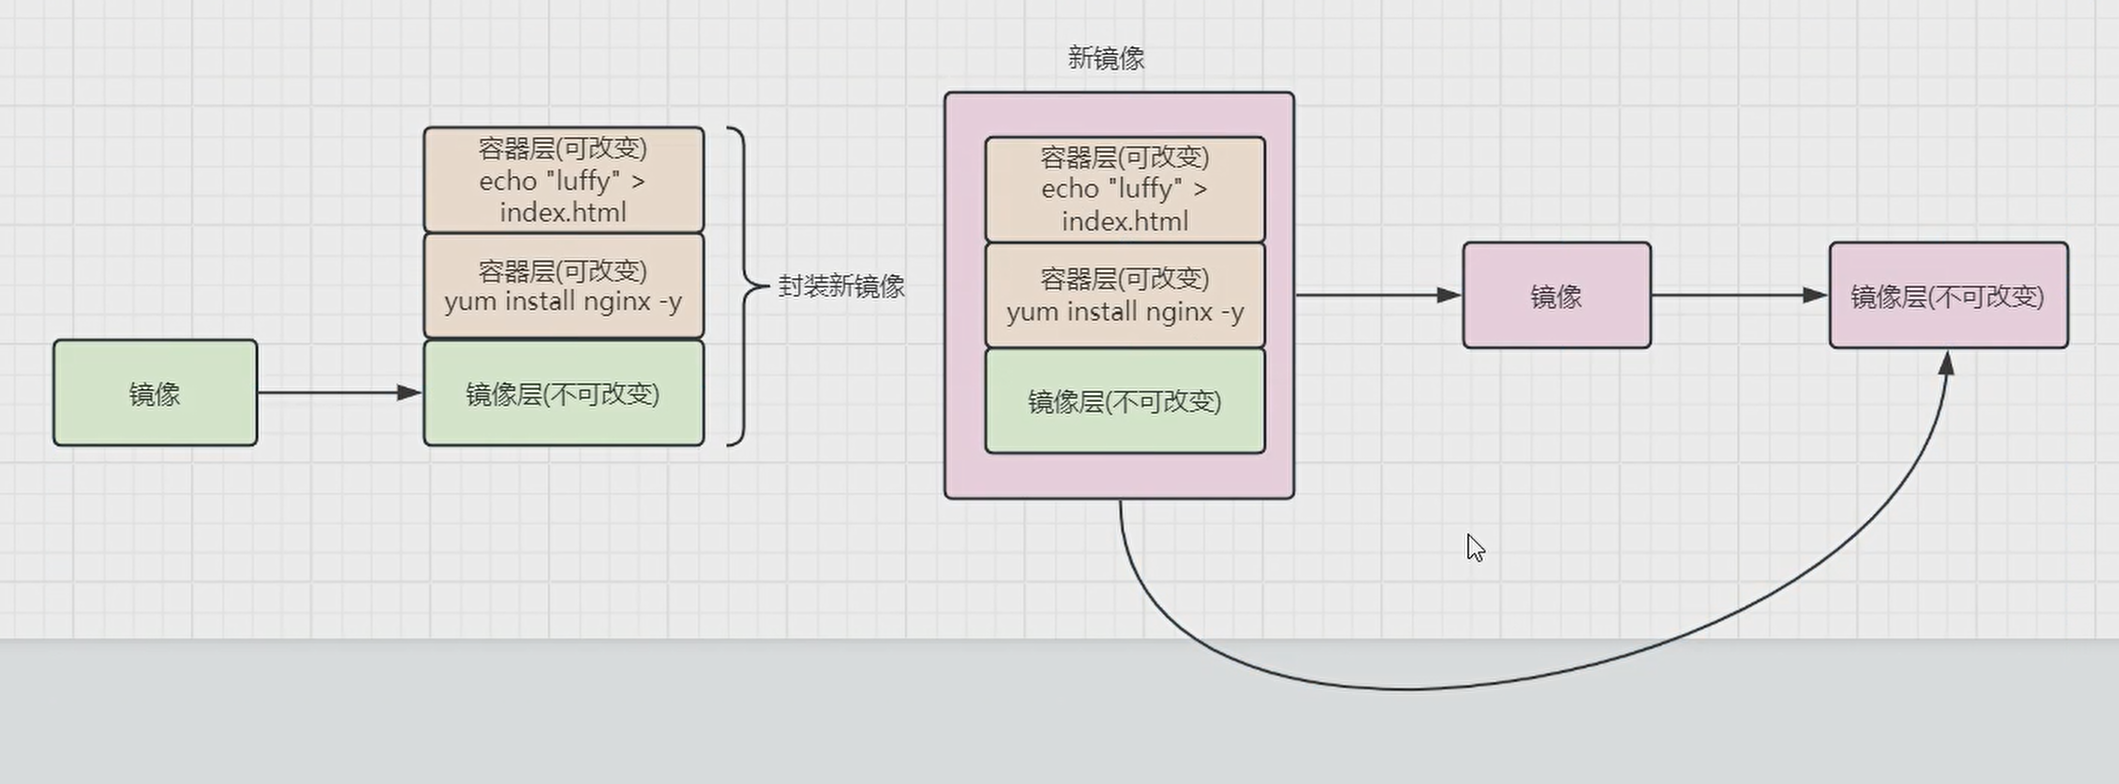 新镜像
容器层(可改变)
echo "luffy" >
index.html
容器层(可改变)
yum install nginx -y
镜像层(不可改变)
镜像
封装新镜像
容器层(可改变)
echo "luffy" >
index.html
容器层(可改变)
yum install nginx -y
镜像层(不可改变)
镜像
镜像层(不可改变)